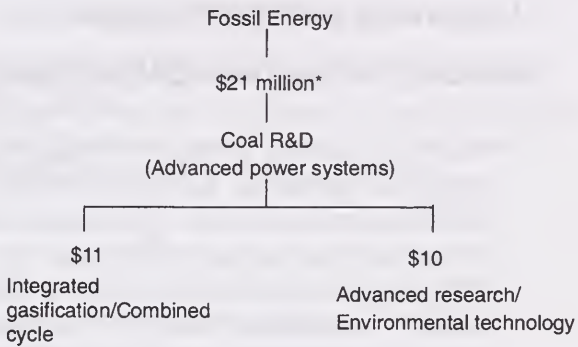 Fossil Energy
$21 million*
Coal R&D
(Advanced power systems)
$11
Integrated
gasification/Combined
cycle
$10
Advanced research/
Environmental technology